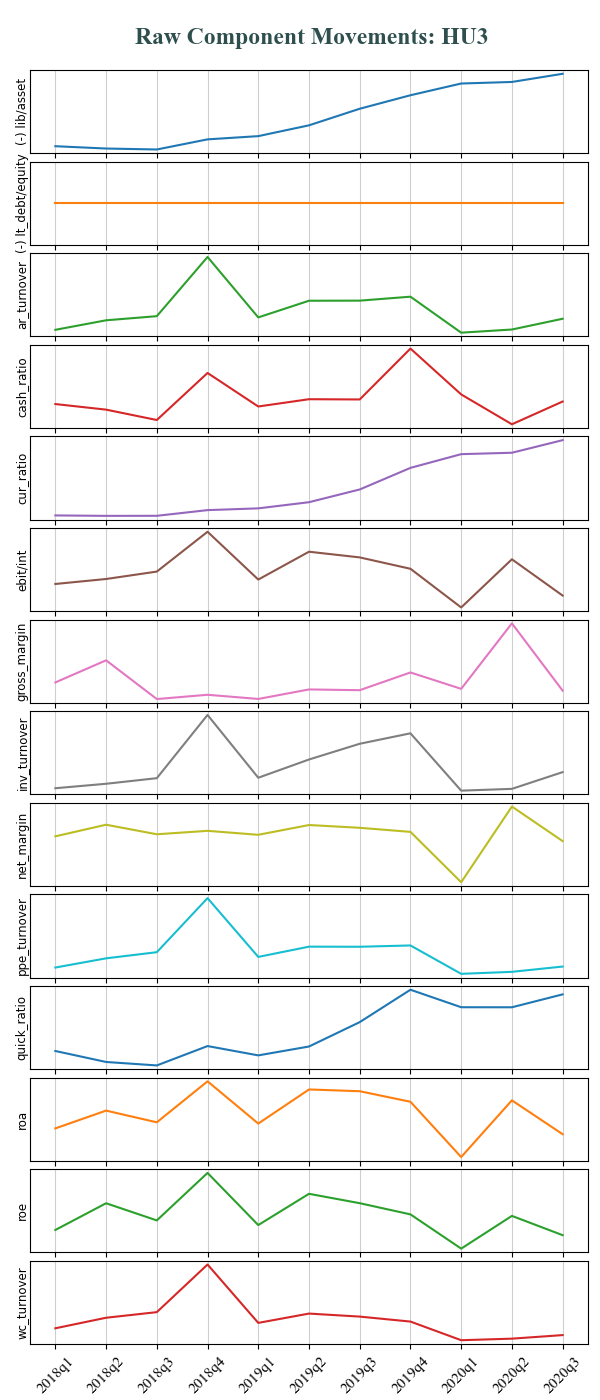 Raw Component Movements: HU3
(-) lib/asset
(-) lt_debt/equity
ar_turnover
cash_ratio
cur_ratio
ebit/int
gross_margin
inv_turnover
net_margin
ppe_turnover
quick_ratio
roa
roe
wc_turnover
2018q1 2018q2 2018q3 2018q4 2019q1 2019q2 2019q3 2019q4 2020q1 2020q2 2020q3